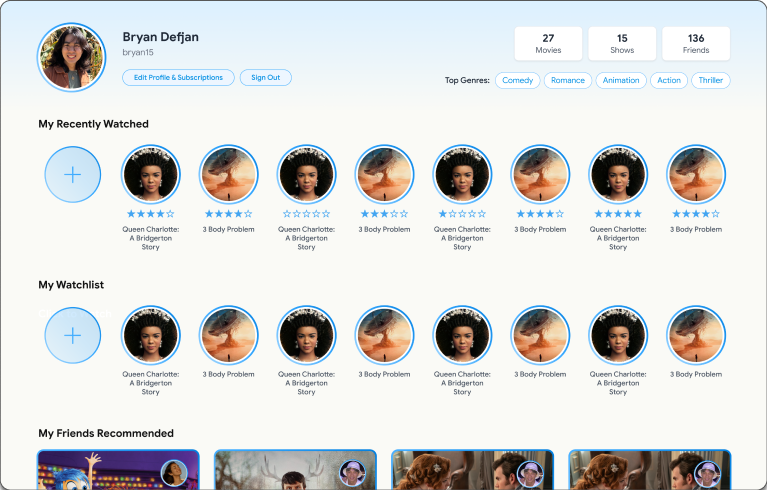 Bryan Defjan
bryan15
Edit Profile & Subscriptions
Sign Out
27
Movies
15
Shows
136
Friends
Top Genres:
Comedy
Romance
Animation
Action
Thriller
My Recently Watched
Queen Charlotte:
A Bridgerton
Story
3 Body Problem
Queen Charlotte:
A Bridgerton
Story
3 Body Problem
Queen Charlotte:
A Bridgerton
Story
3 Body Problem
Queen Charlotte:
A Bridgerton
Story
3 Body Problem
My Watchlist
Queen Charlotte:
A Bridgerton
Story
3 Body Problem
Queen Charlotte:
A Bridgerton
Story
3 Body Problem
Queen Charlotte:
A Bridgerton
Story
3 Body Problem
Queen Charlotte:
A Bridgerton
Story
3 Body Problem
My Friends Recommended